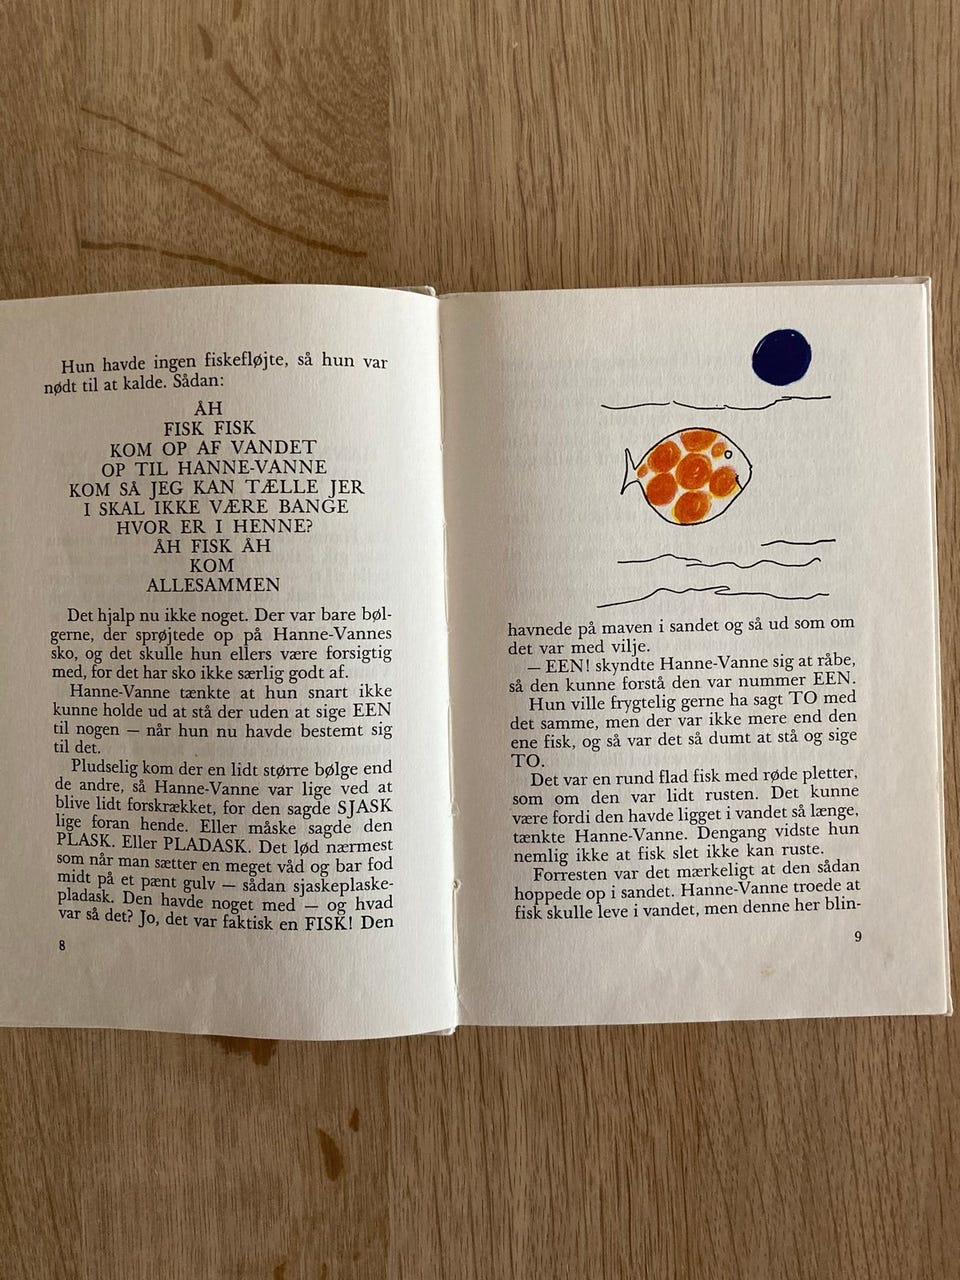 Hun havde ingen fiskefløjte, så hun var
nødt til at kalde. Sådan:
ÅH
FISK FISK
KOM OP AF VANDET
OP TIL HANNE-VANNE
KOM SÅ JEG KAN TÆLLE JER
I SKAL IKKE VÆRE BANGE
HVOR ER I HENNE?
ÅH FISK ÅH
KOM
ALLESAMMEN
Det hjalp nu ikke noget. Der var bare bøl-
gerne, der sprøjtede op på Hanne-Vannes
sko, og det skulle hun ellers være forsigtig
med, for det har sko ikke særlig godt af.
Hanne-Vanne tænkte at hun snart ikke
kunne holde ud at stå der uden at sige EEN
til nogen — når hun nu havde bestemt sig
til det.
Pludselig kom der en lidt større bølge end
de andre, så Hanne-Vanne var lige ved at
blive lidt forskrækket, for den sagde SJASK
lige foran hende. Eller måske sagde den
PLASK. Eller PLADASK. Det lød nærmest
som når man sætter en meget våd og bar fod
midt på et pænt gulv — sådan sjaskeplaske-
pladask. Den havde noget med — og hvad
var så det? Jo, det var faktisk en FISK! Den
8
havnede på maven i sandet og så ud som om
det var med vilje.
— EEN! skyndte Hanne-Vanne sig at råbe,
så den kunne forstå den var nummer EEN.
Hun ville frygtelig gerne ha sagt TO med
det samme, men der var ikke mere end den
ene fisk, og så var det så dumt at stå og sige
TO.
Det var en rund flad fisk med røde pletter,
som om den var lidt rusten. Det kunne
være fordi den havde ligget i vandet så længe,
tænkte Hanne-Vanne. Dengang vidste hun
nemlig ikke at fisk slet ikke kan ruste.
Forresten var det mærkeligt at den sådan
hoppede op i sandet. Hanne-Vanne troede at
fisk skulle leve i vandet, men denne her blin-
9